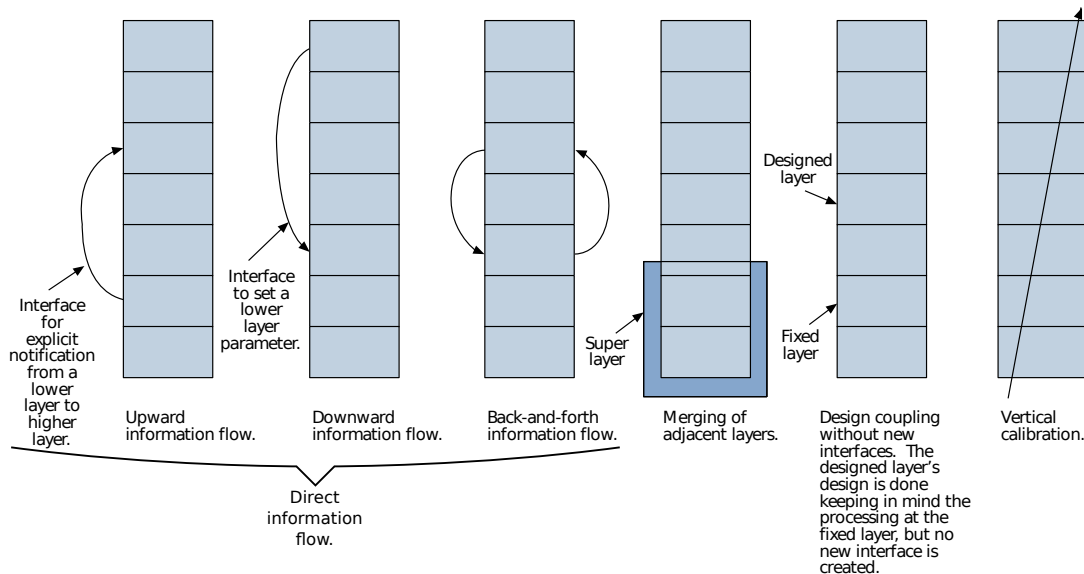 Designed
layer
Interface
for
explicit
notification
from a
lower
layer to
higher
layer.
Interface
to set a
lower
layer
parameter.
Super
layer
Fixed
layer
Upward
information flow.
Downward
information flow.
Back-and-forth
information flow.
Merging of
adjacent layers.
Design coupling
without new
interfaces. The
designed layer's
design is done
keeping in mind the
processing at the
fixed layer, but no
new interface is
created.
Vertical
calibration.
Direct
information
flow.